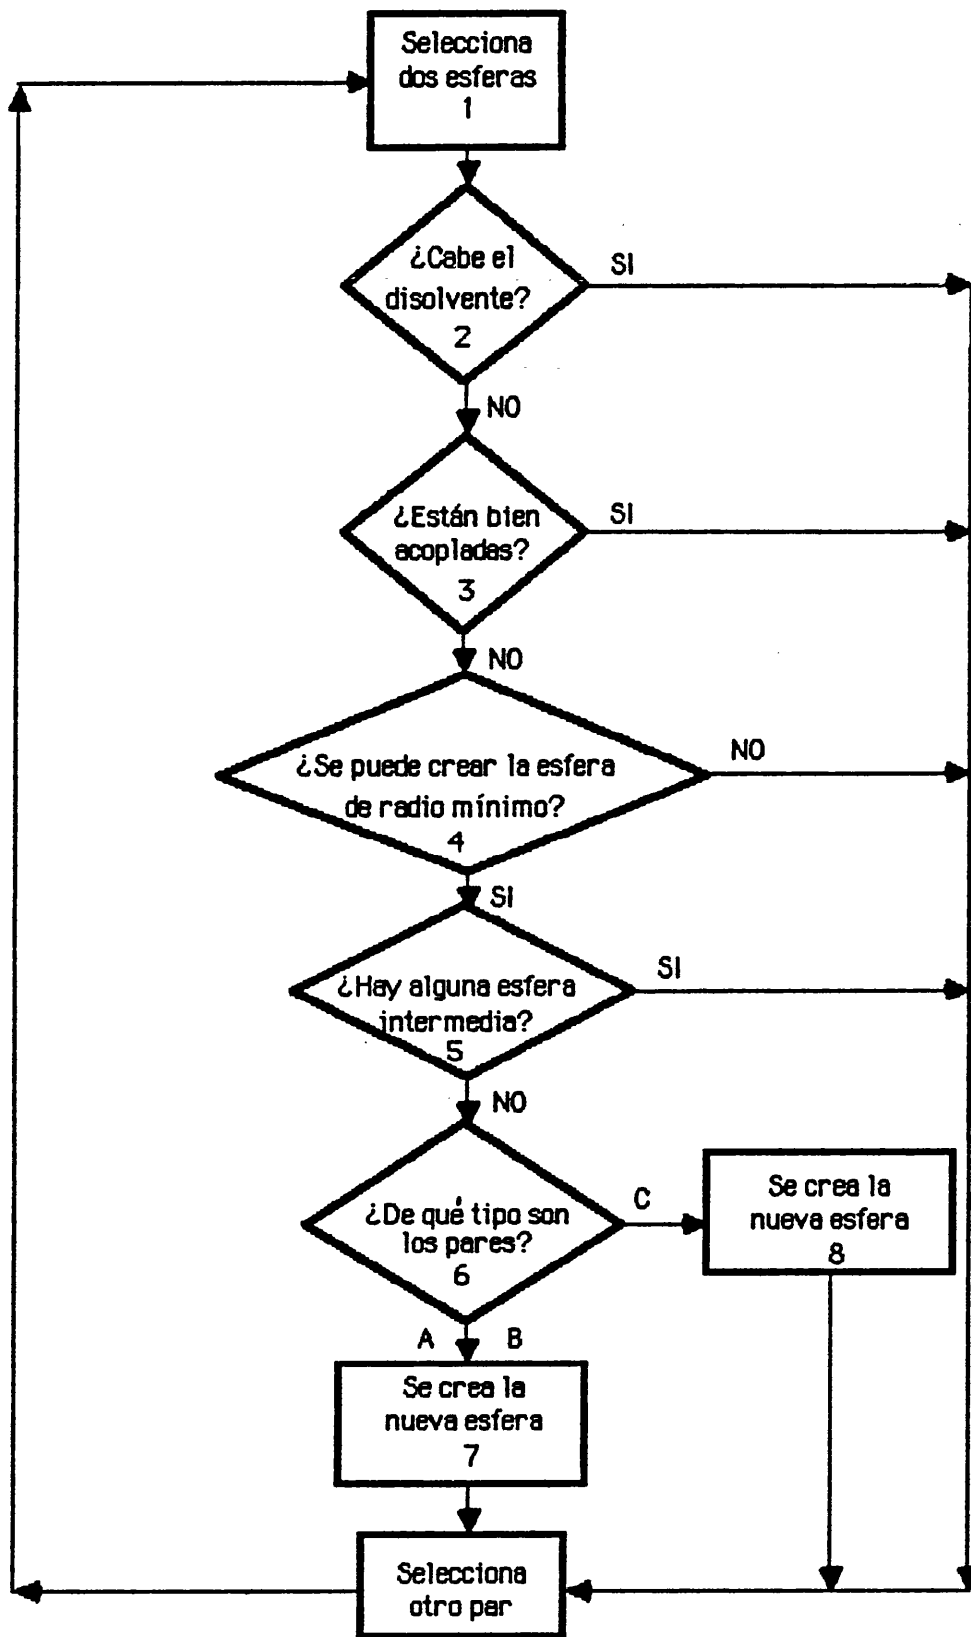 Selecciona
dos esferas
1
¿Cabe el
disolvente?
2
SI
NO
¿Están bien
acopladas?
3
SI
NO
¿Se puede crear la esfera
de radio mínimo?
4
NO
SI
¿Hay alguna esfera
intermedia?
5
SI
NO
¿De qué tipo son
los pares?
6
C
Se crea la
nueva esfera
8
A B
Se crea la
nueva esfera
7
Selecciona
otro par